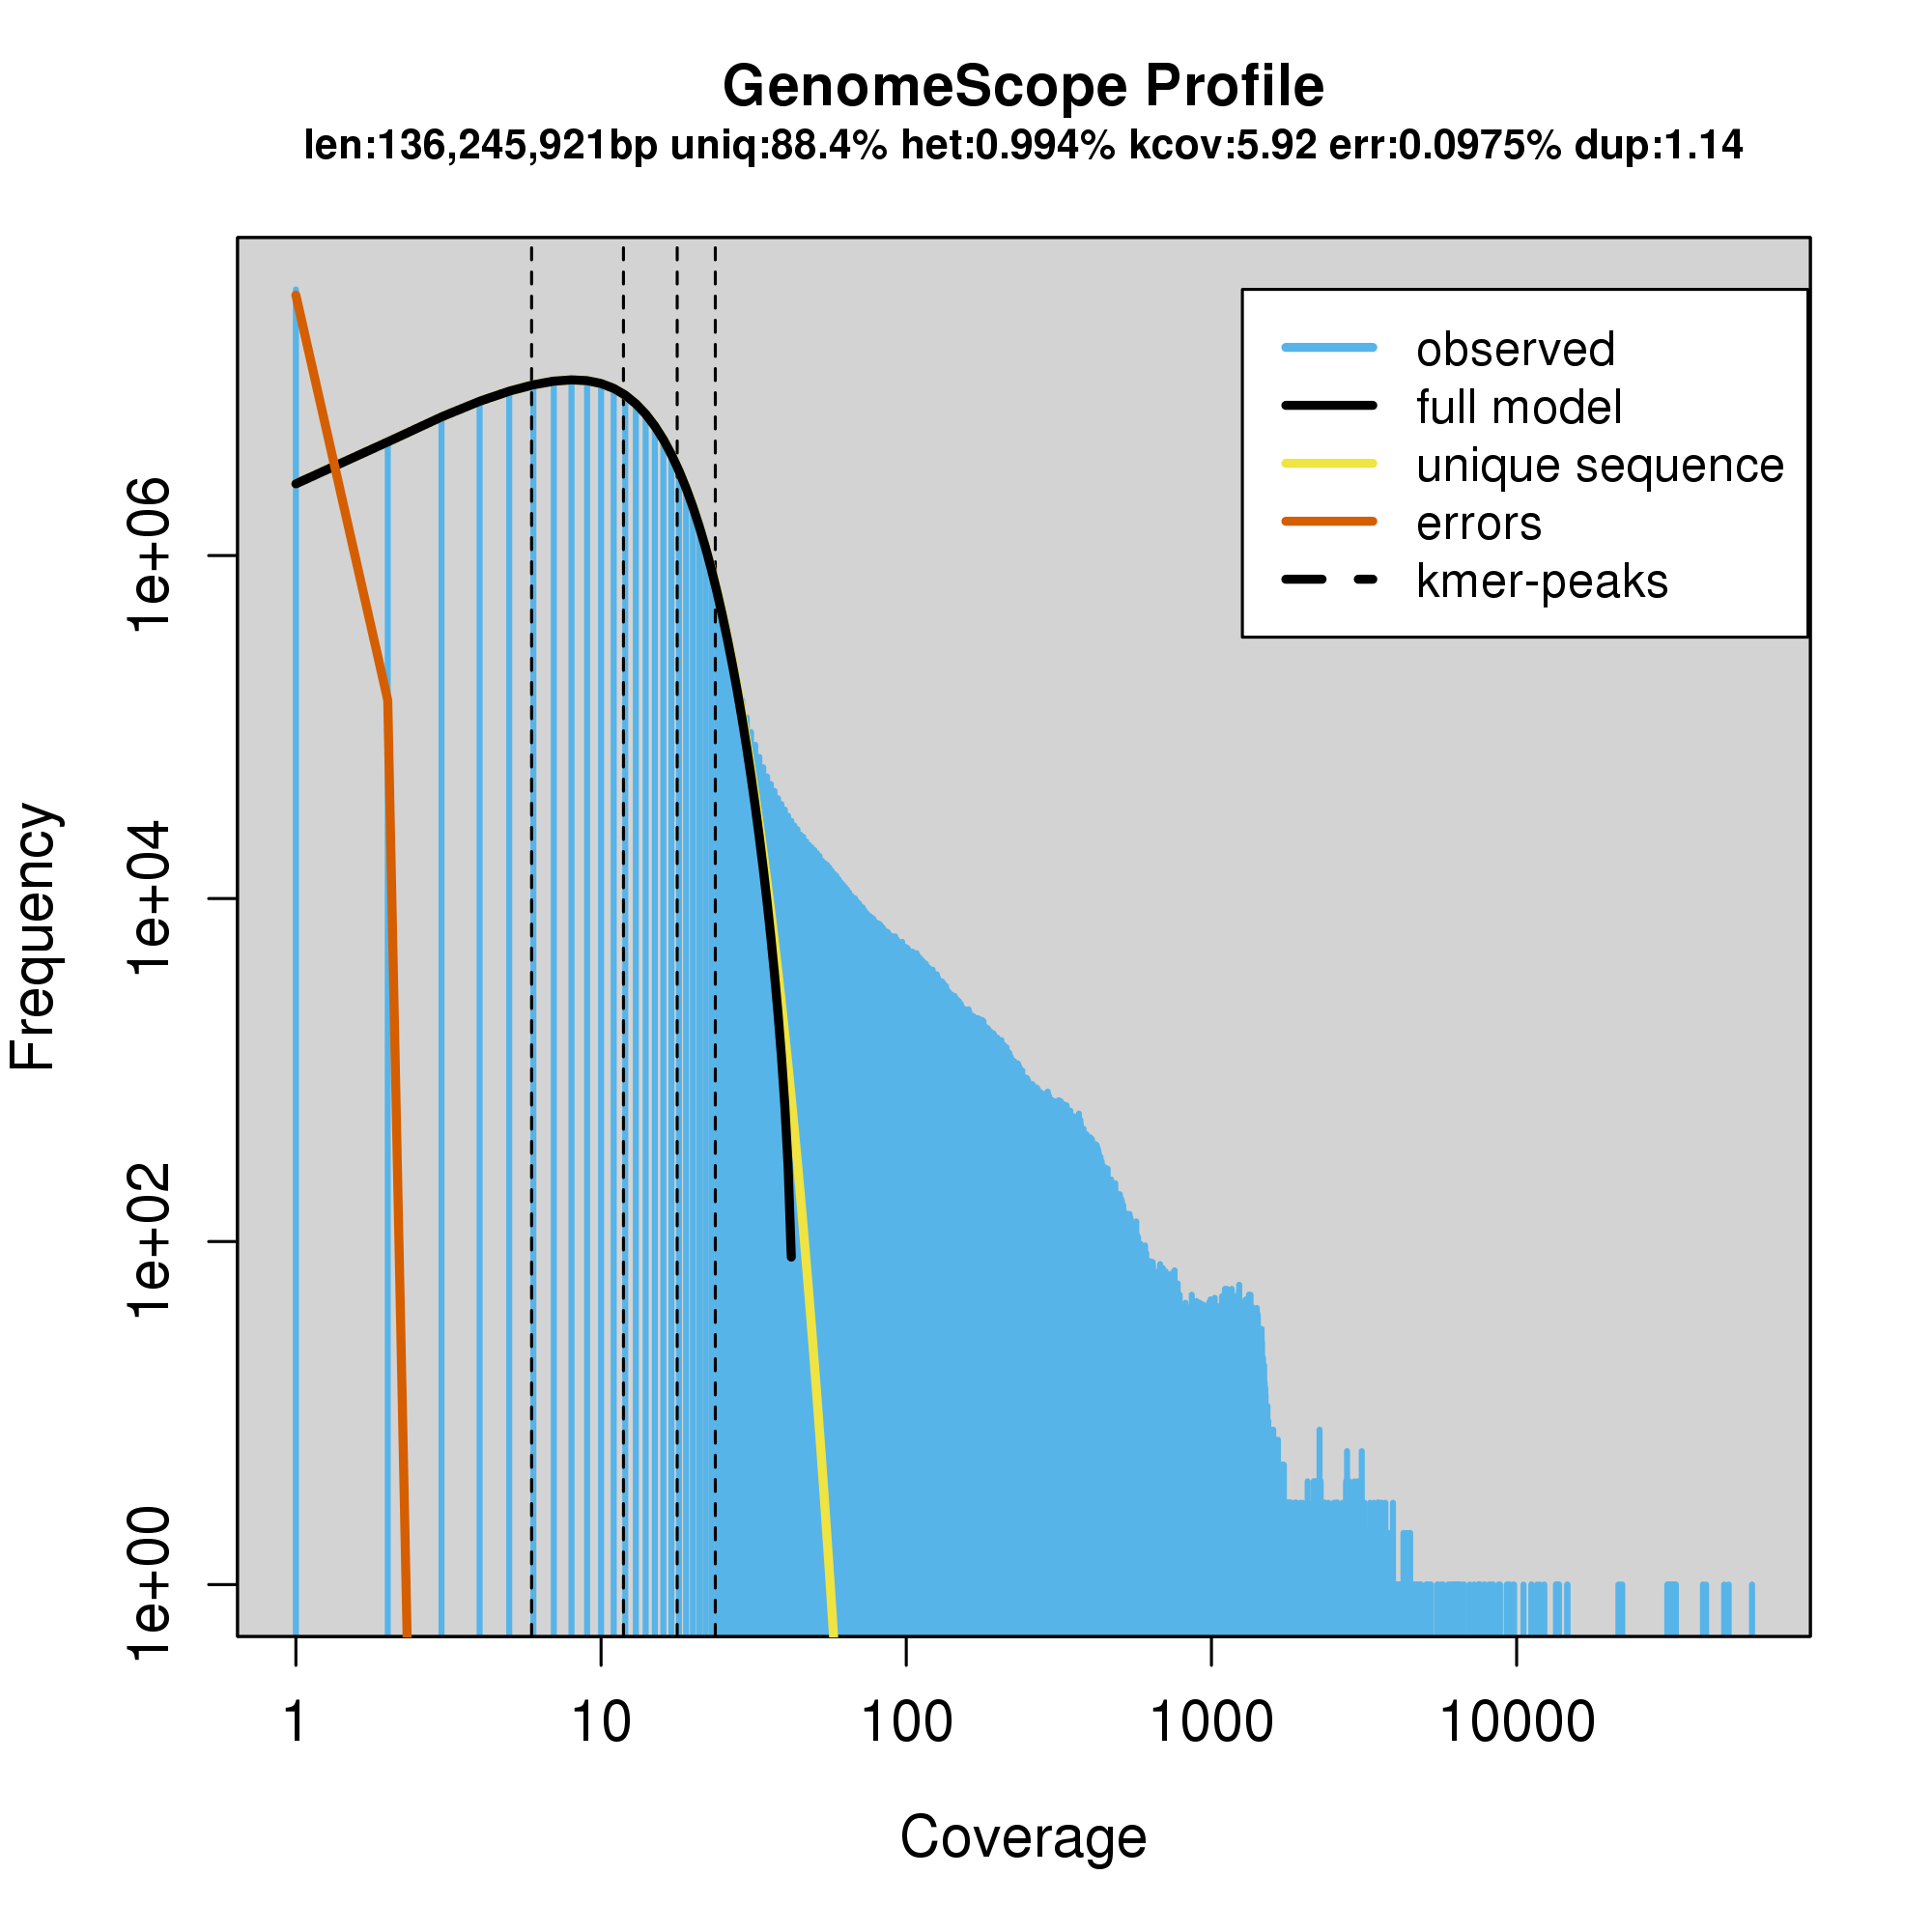 GenomeScope Profile
len:136,245,921bp uniq:88.4% het:0.994% kcov:5.92 err:0.0975% dup:1.14
observed
full model
unique sequence
errors
kmer-peaks
Frequency
1e+06
1e+04
1e+02
1e+00
1 10 100 1000 10000
Coverage